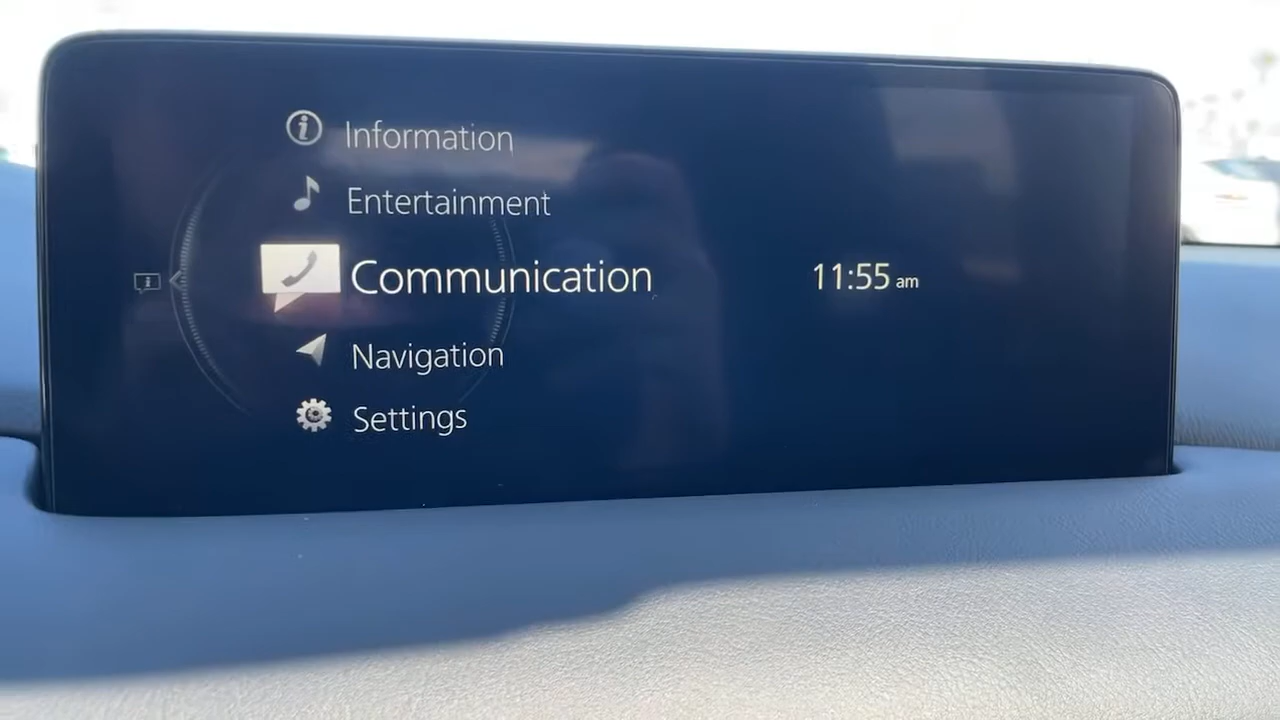 Information
Entertainment
Communication
11:55 am
Navigation
Settings